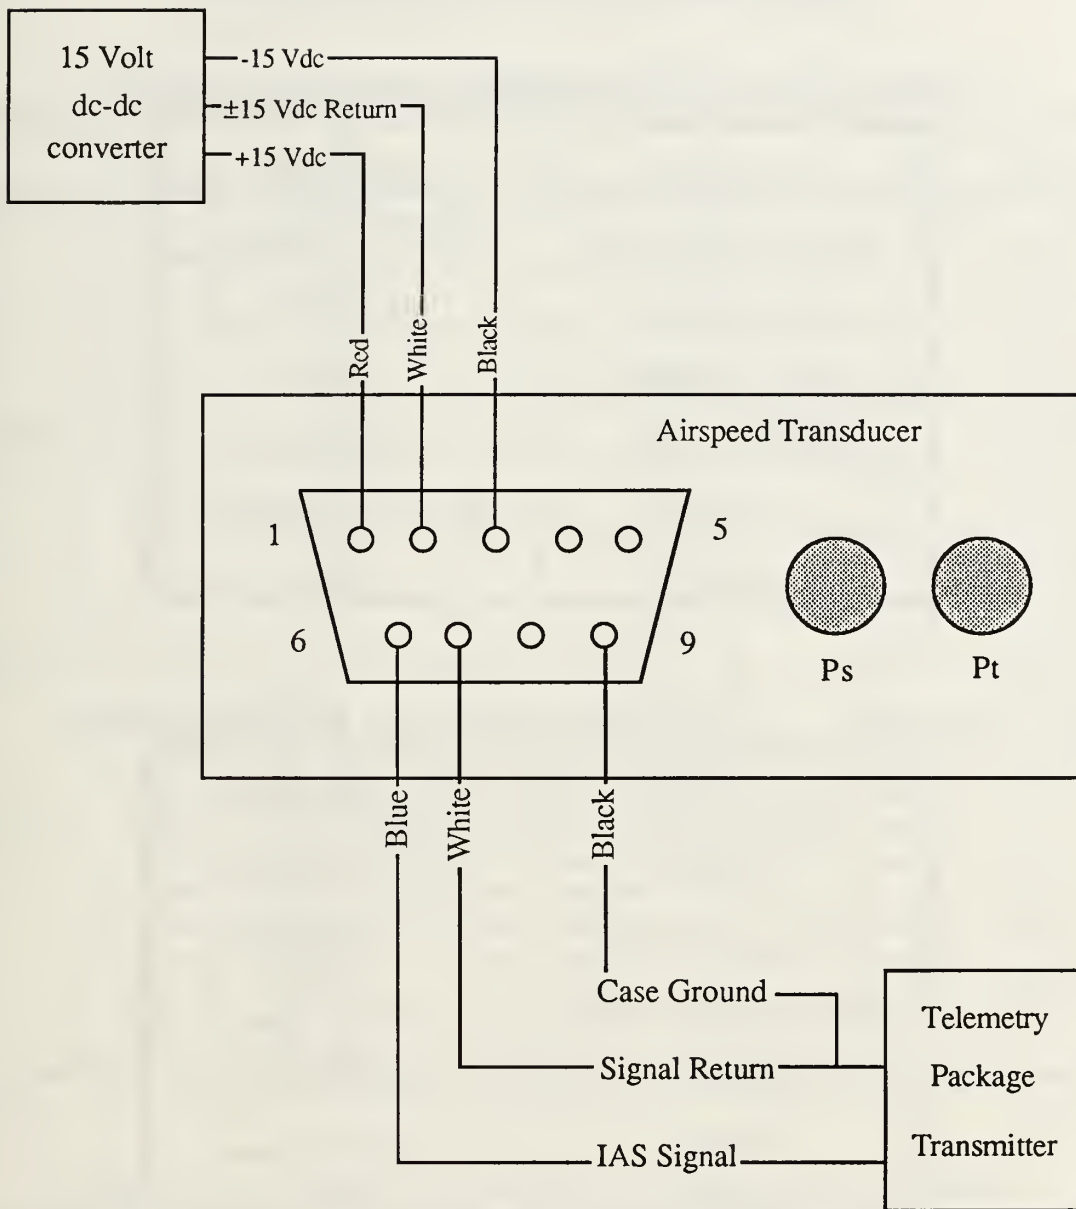 15 Volt
dc-dc
converter
-15 Vdc
±15 Vdc Return
+15 Vdc
Red
White
Black
Airspeed Transducer
1
5
6
9
Ps
Pt
Blue
White
Black
Case Ground
Signal Return
IAS Signal
Telemetry
Package
Transmitter